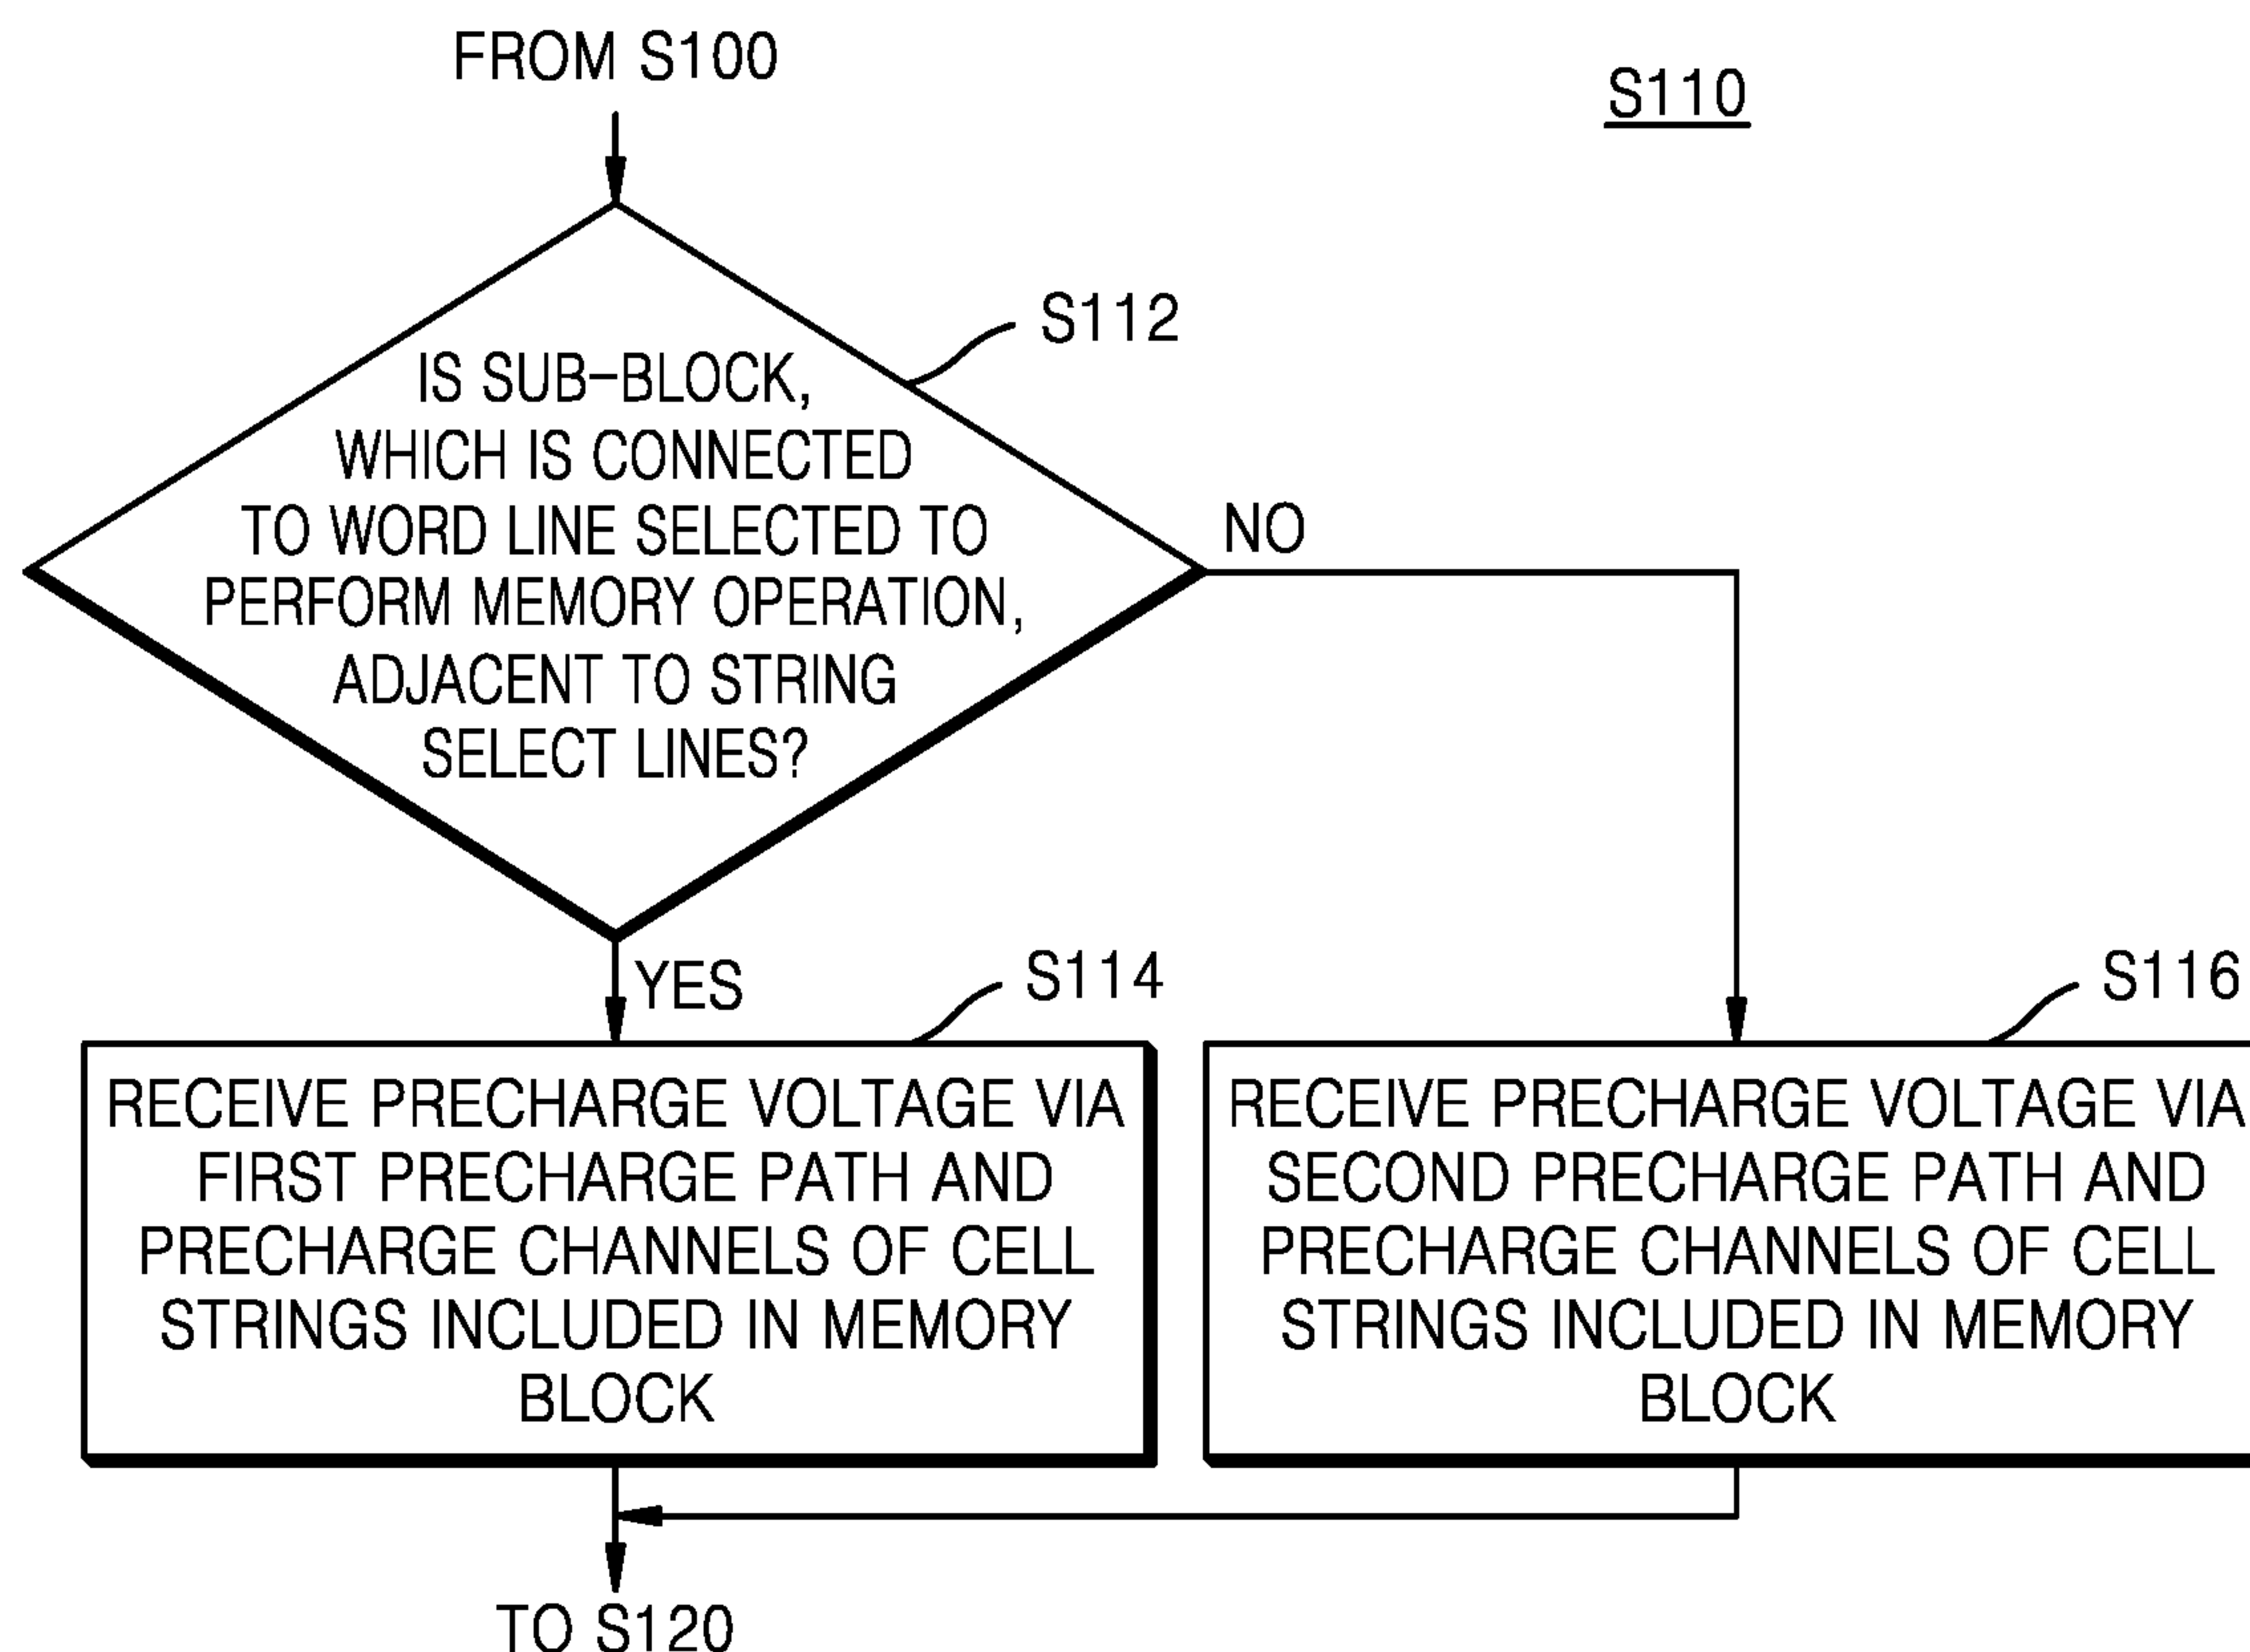 FROM S100
S110
S112
IS SUB-BLOCK,
WHICH IS CONNECTED
TO WORD LINE SELECTED TO
PERFORM MEMORY OPERATION,
ADJACENT TO STRING
SELECT LINES?
NO
YES
S114
RECEIVE PRECHARGE VOLTAGE VIA
FIRST PRECHARGE PATH AND
PRECHARGE CHANNELS OF CELL
STRINGS INCLUDED IN MEMORY
BLOCK
S116
RECEIVE PRECHARGE VOLTAGE VIA
SECOND PRECHARGE PATH AND
PRECHARGE CHANNELS OF CELL
STRINGS INCLUDED IN MEMORY
BLOCK
TO S120